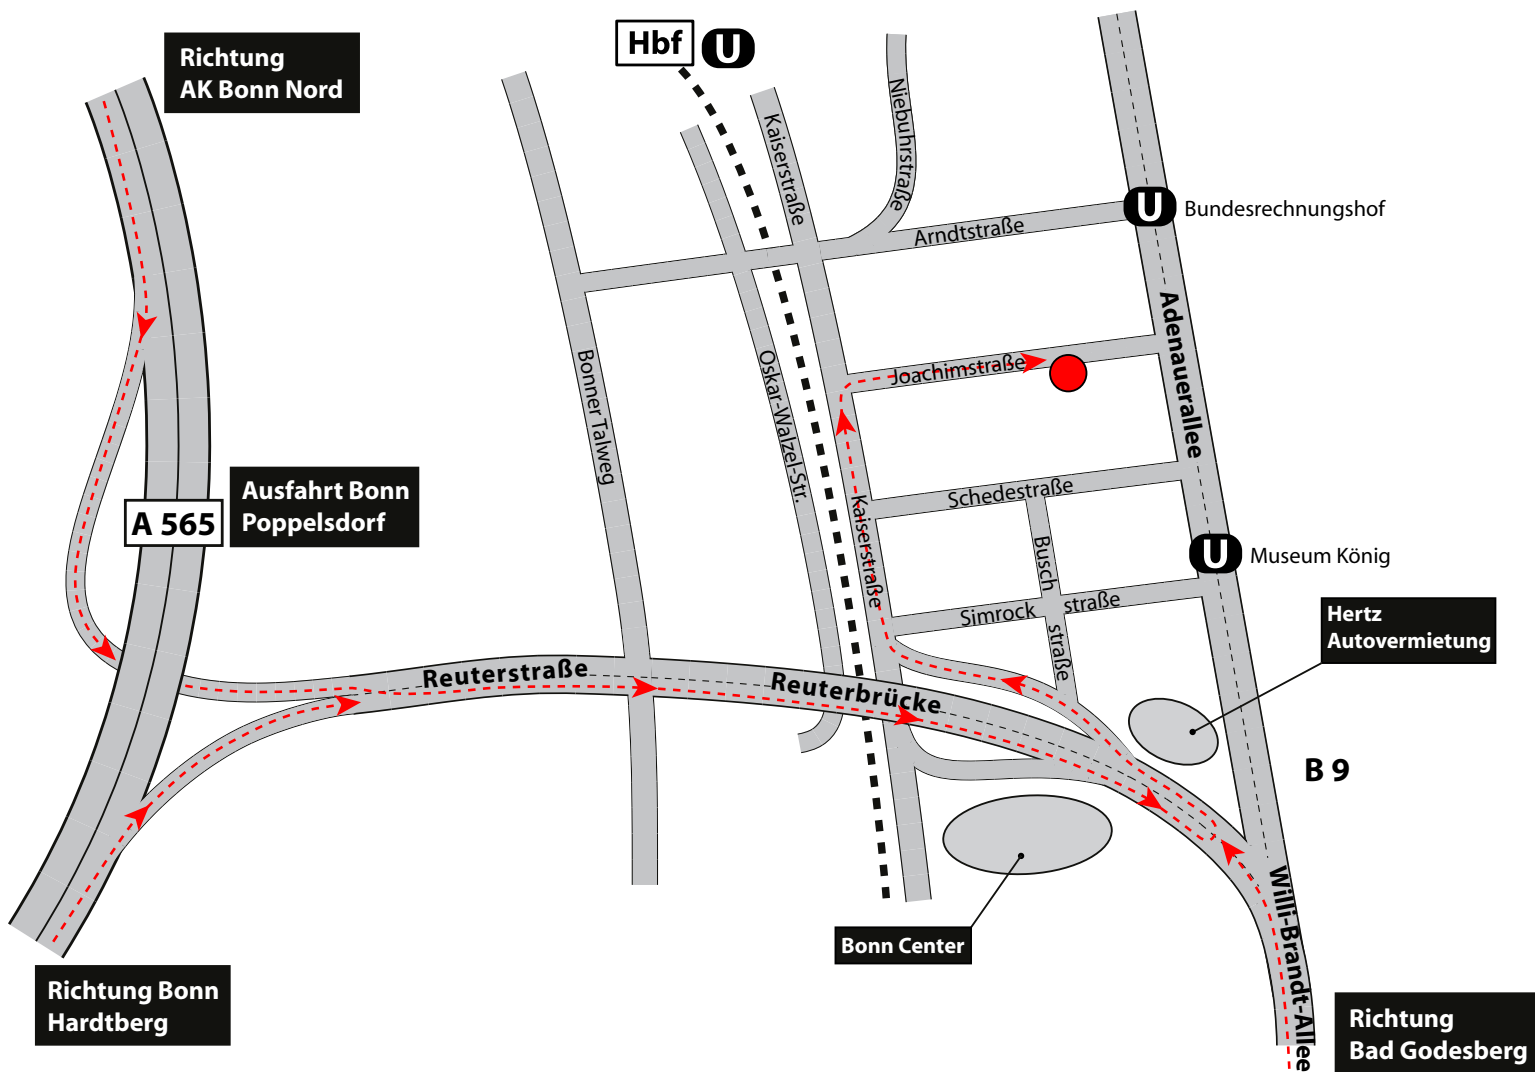 Richtung
AK Bonn Nord
Hbf
U
Kaiserstraße
Niebuhrstraße
Arndtstraße
U
Bundesrechnungshof
Adenauerallee
Bonner Talweg
Oskar-Walzel-Str.
Joachimstraße
Ausfahrt Bonn
Poppelsdorf
A 565
Schedestraße
Kaiserstraße
Busch
straße
U
Museum König
Simrock straße
Hertz
Autovermietung
Reuterstraße
Reuterbrücke
B 9
Willi-Brandt-Allee
Bonn Center
Richtung Bonn
Hardtberg
Richtung
Bad Godesberg